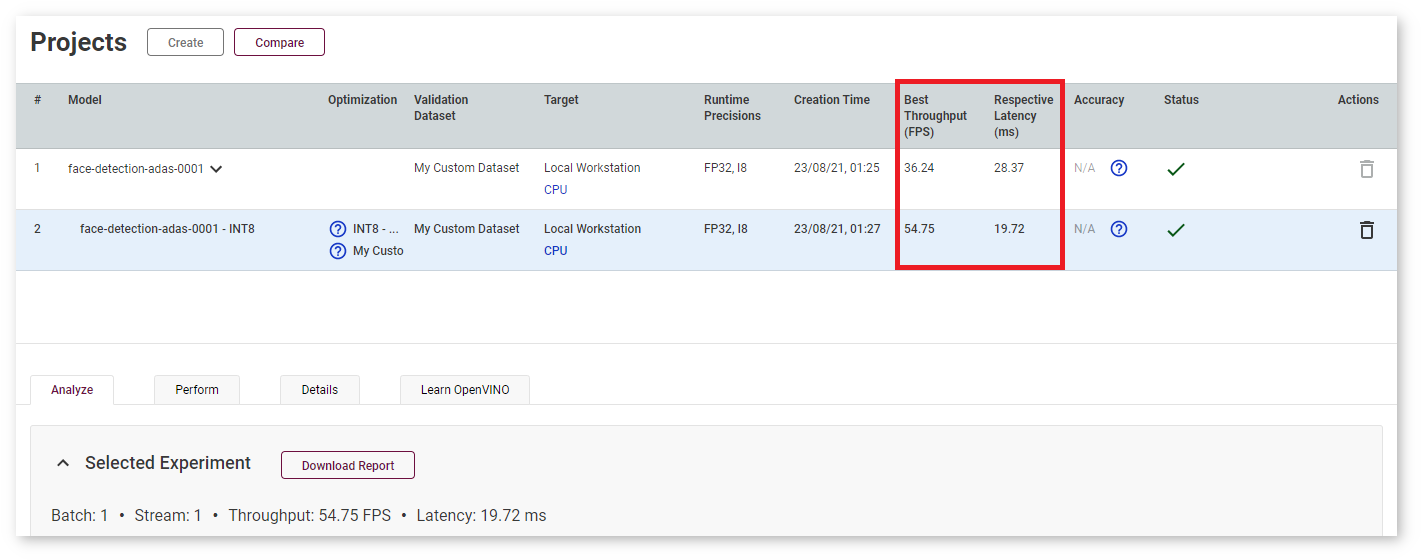 Projects Create Compare
# Model Optimization Validation Dataset Target Runtime Precisions Creation Time Best Throughput (FPS) Respective Latency (ms) Accuracy Status Actions
1 face-detection-adas-0001 My Custom Dataset Local Workstation FP32, I8 23/08/21, 01:25 36.24 28.37 N/A ?
CPU
2 face-detection-adas-0001 - INT8 ? INT8 - ... My Custom Dataset Local Workstation FP32, I8 23/08/21, 01:27 54.75 19.72 N/A ?
? My Custo CPU
Analyze Perform Details Learn OpenVINO
Selected Experiment Download Report
Batch: 1 • Stream: 1 • Throughput: 54.75 FPS • Latency: 19.72 ms